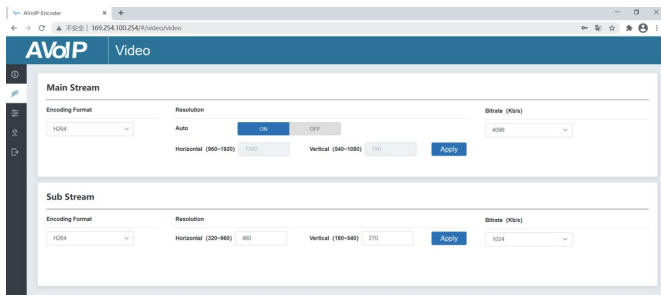 AVoIP-Encoder
不安全 | 169.254.100.254/#/video/video
AVoIP Video
Main Stream
Encoding Format Resolution Bitrate (Kb/s)
H264 Auto ON OFF 4096
Horizontal (960~1920) 1280 Vertical (540~1080) 720 Apply
Sub Stream
Encoding Format Resolution Bitrate (Kb/s)
H264 Horizontal (320~960) 480 Vertical (180~540) 270 Apply 1024